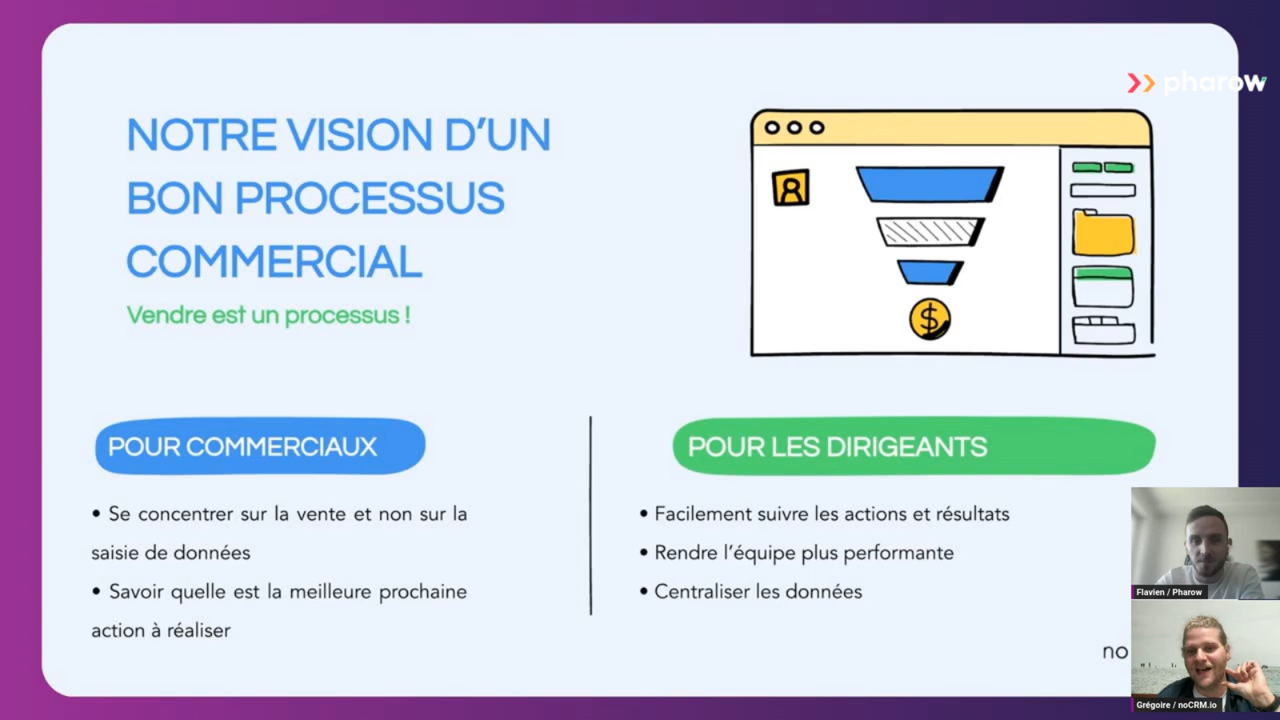 pharow
NOTRE VISION D'UN
BON PROCESSUS
COMMERCIAL
Vendre est un processus !
$
POUR COMMERCIAUX
• Se concentrer sur la vente et non sur la
saisie de données
• Savoir quelle est la meilleure prochaine
action à réaliser
POUR LES DIRIGEANTS
• Facilement suivre les actions et résultats
• Rendre l'équipe plus performante
• Centraliser les données
no
Flavien / Pharow
Grégoire / noCRM.io